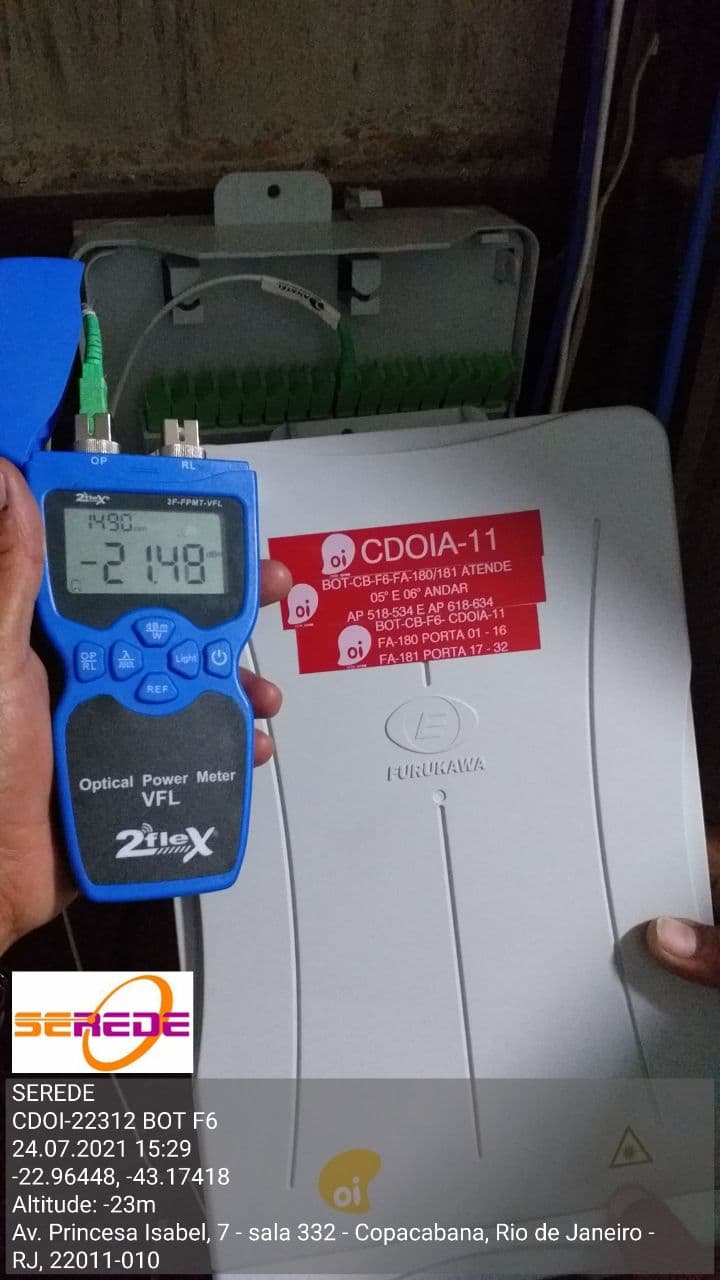 OP
RL
2flex
2F-FPMT-VFL
1490
-21.48 dBm
dBm
W
OP
RL
λ
Light
REF
Optical Power Meter
VFL
2fleX
oi CDOIA-11
BOT-CB-F6-FA-180/181 ATENDE
oi 05° E 06° ANDAR
AP 518-534 E AP 618-634
BOT-CB-F6- CDOIA-11
oi FA-180 PORTA 01 - 16
FA-181 PORTA 17 - 32
FURUKAWA
SEREDE
SEREDE
CDOI-22312 BOT F6
24.07.2021 15:29
-22.96448, -43.17418
Altitude: -23m
oi
Av. Princesa Isabel, 7 - sala 332 - Copacabana, Rio de Janeiro -
RJ, 22011-010